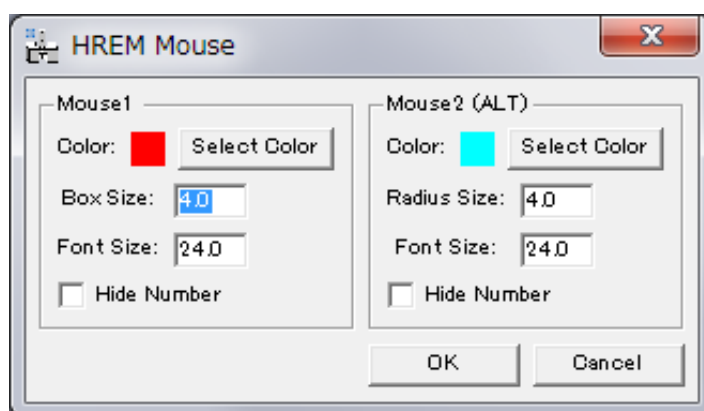 HREM Mouse
Mouse1
Color: Select Color
Box Size: 4.0
Font Size: 24.0
Hide Number
Mouse2 (ALT)
Color: Select Color
Radius Size: 4.0
Font Size: 24.0
Hide Number
OK Cancel